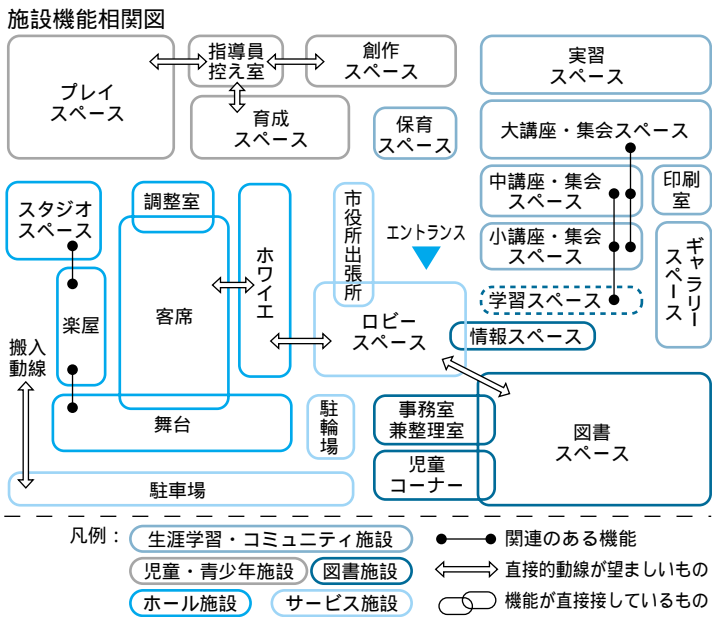 施設機能相関図
プレイ
スペース
指導員
控え室
創作
スペース
育成
スペース
保育
スペース
実習
スペース
大講座・集会スペース
中講座・集会
スペース
小講座・集会
スペース
印刷
室
ギャラリー
スペース
学習スペース
情報スペース
スタジオ
スペース
調整室
ホワイエ
市役所出張所
エントランス
楽屋
客席
ロビー
スペース
搬入
動線
舞台
駐輪場
事務室
兼整理室
児童
コーナー
図書
スペース
駐車場
凡例：
生涯学習・コミュニティ施設
児童・青少年施設
図書施設
ホール施設
サービス施設
関連のある機能
直接的動線が望ましいもの
機能が直接接しているもの